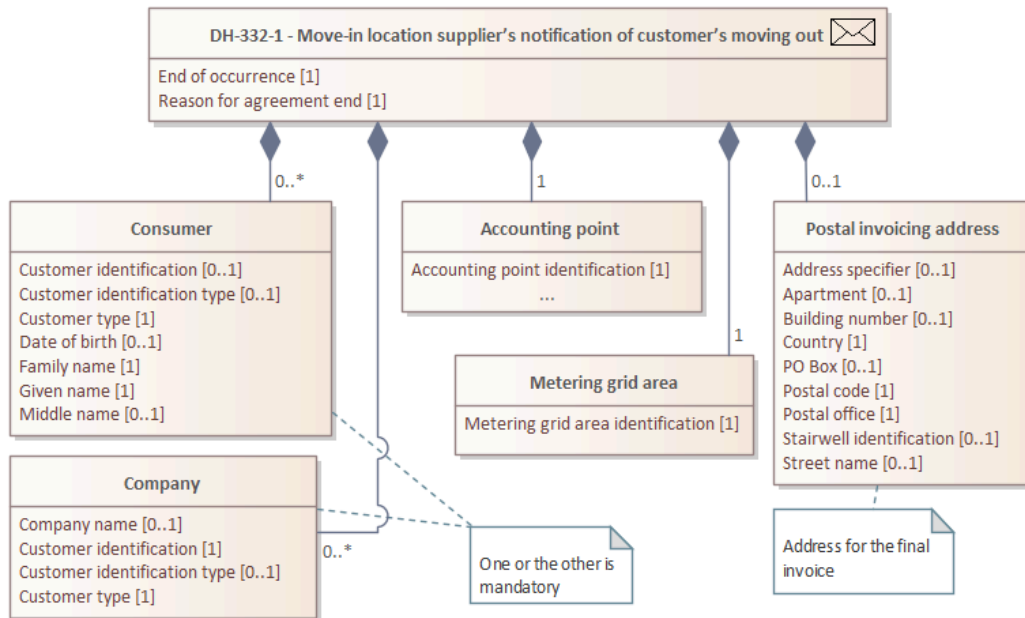 DH-332-1 - Move-in location supplier's notification of customer's moving out
End of occurrence [1]
Reason for agreement end [1]
0..*
1
0..1
Consumer
Customer identification [0..1]
Customer identification type [0..1]
Customer type [1]
Date of birth [0..1]
Family name [1]
Given name [1]
Middle name [0..1]
Accounting point
Accounting point identification [1]
...
1
Metering grid area
Metering grid area identification [1]
Postal invoicing address
Address specifier [0..1]
Apartment [0..1]
Building number [0..1]
Country [1]
PO Box [0..1]
Postal code [1]
Postal office [1]
Stairwell identification [0..1]
Street name [0..1]
Company
Company name [0..1]
Customer identification [1]
Customer identification type [0..1]
Customer type [1]
0..*
One or the other is
mandatory
Address for the final
invoice